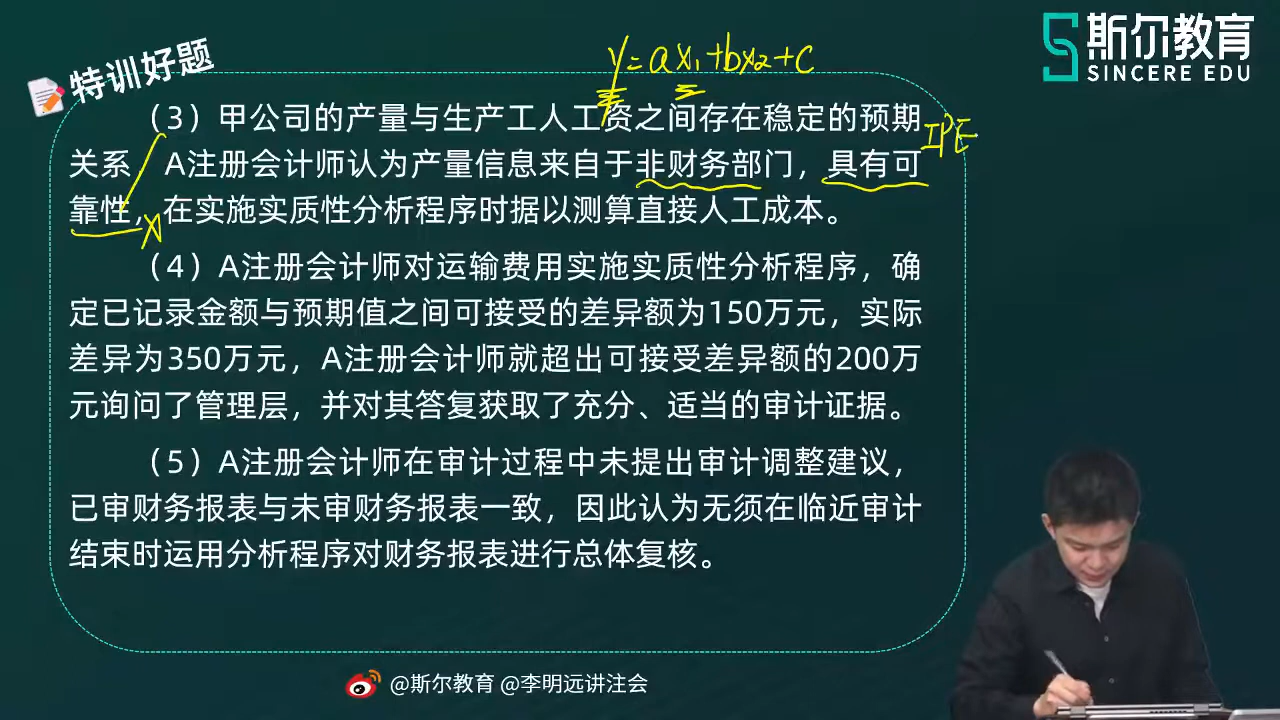 斯尔教育
SINCERE EDU
特训好题
y=ax₁+bx₂+c
（3）甲公司的产量与生产工人工资之间存在稳定的预期
IPE
关系 A注册会计师认为产量信息来自于非财务部门，具有可
靠性，在实施实质性分析程序时据以测算直接人工成本。
（4）A注册会计师对运输费用实施实质性分析程序，确
定已记录金额与预期值之间可接受的差异额为150万元，实际
差异为350万元，A注册会计师就超出可接受差异额的200万
元询问了管理层，并对其答复获取了充分、适当的审计证据。
（5）A注册会计师在审计过程中未提出审计调整建议，
已审财务报表与未审财务报表一致，因此认为无须在临近审计
结束时运用分析程序对财务报表进行总体复核。
@斯尔教育 @李明远讲注会